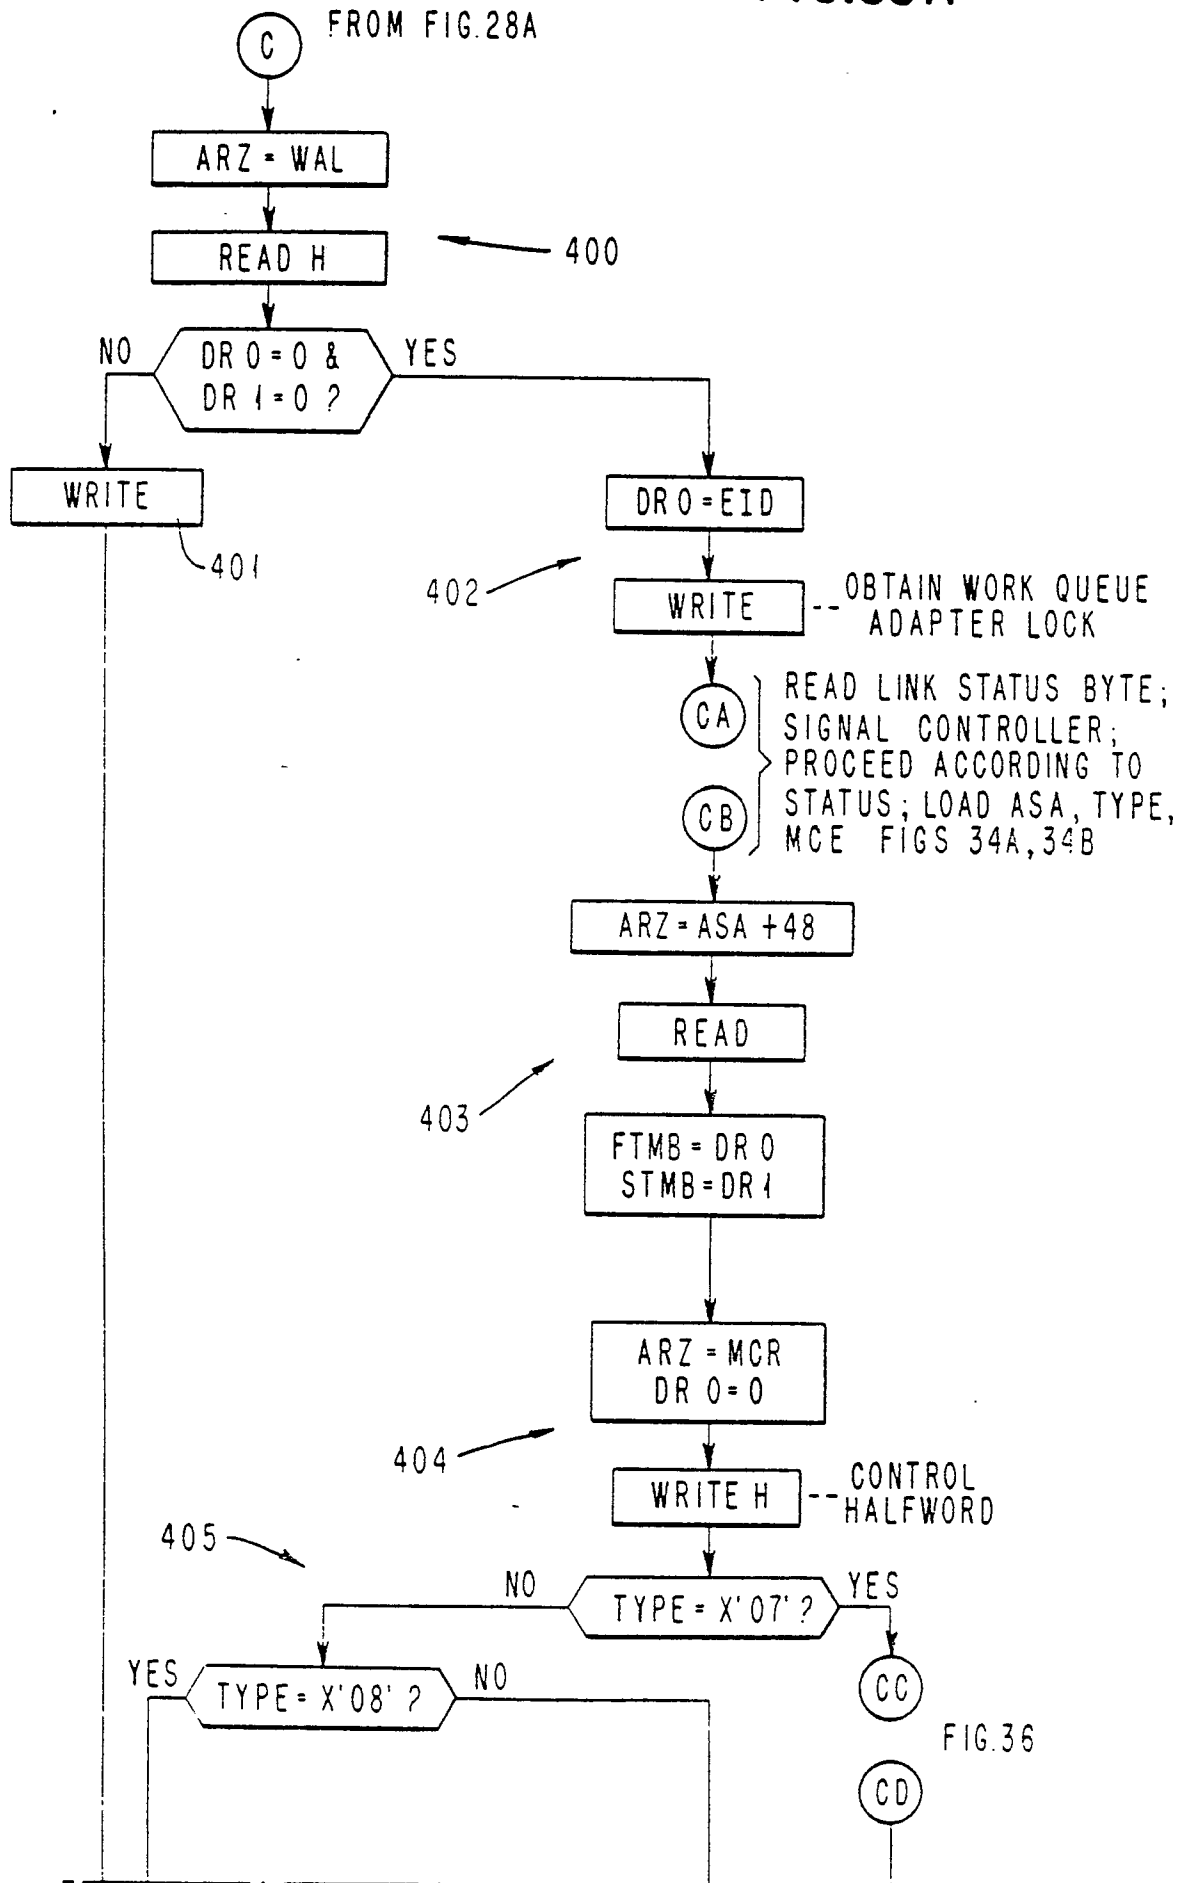 C
FROM FIG.28A
ARZ = WAL
READ H
400
NO
DR 0 = 0 &
DR 1 = 0 ?
YES
WRITE
401
DR 0 = EID
402
WRITE
-- OBTAIN WORK QUEUE
ADAPTER LOCK
CA
CB
READ LINK STATUS BYTE;
SIGNAL CONTROLLER;
PROCEED ACCORDING TO
STATUS; LOAD ASA, TYPE,
MCE FIGS 34A,34B
ARZ = ASA +48
READ
403
FTMB = DR 0
STMB = DR 1
ARZ = MCR
DR 0 = 0
404
WRITE H
-- CONTROL
HALFWORD
405
NO
TYPE = X'07' ?
YES
YES
TYPE = X'08' ?
NO
CC
FIG.36
CD